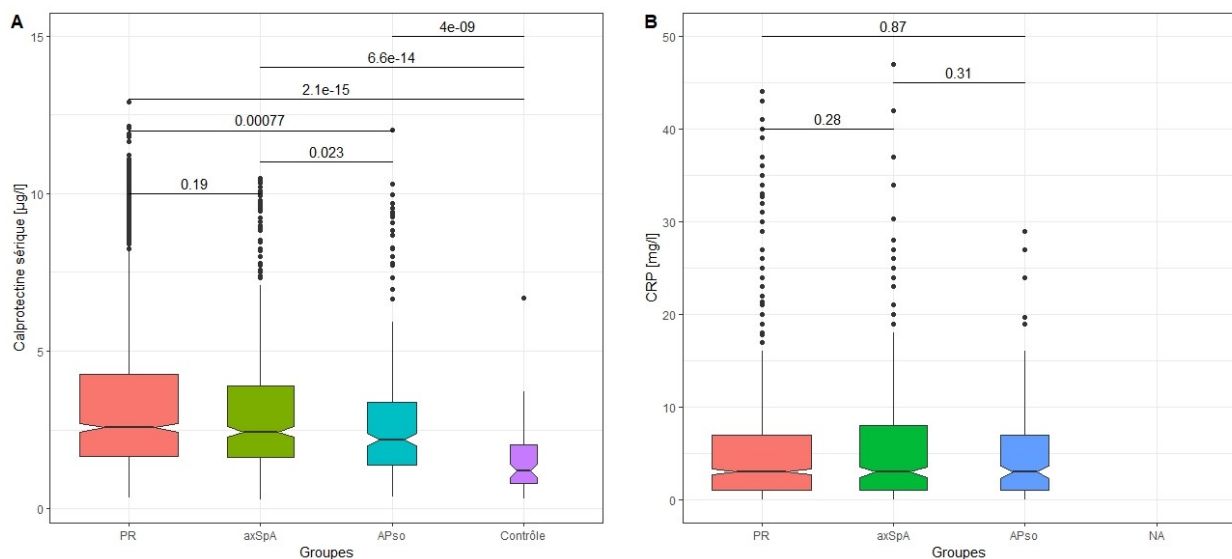 A
15
10
5
0
Calprotectine sérique [µg/l]
4e-09
6.6e-14
2.1e-15
0.00077
0.023
0.19
PR
axSpA
APso
Contrôle
Groupes
B
50
40
30
20
10
0
CRP [mg/l]
0.87
0.31
0.28
PR
axSpA
APso
NA
Groupes